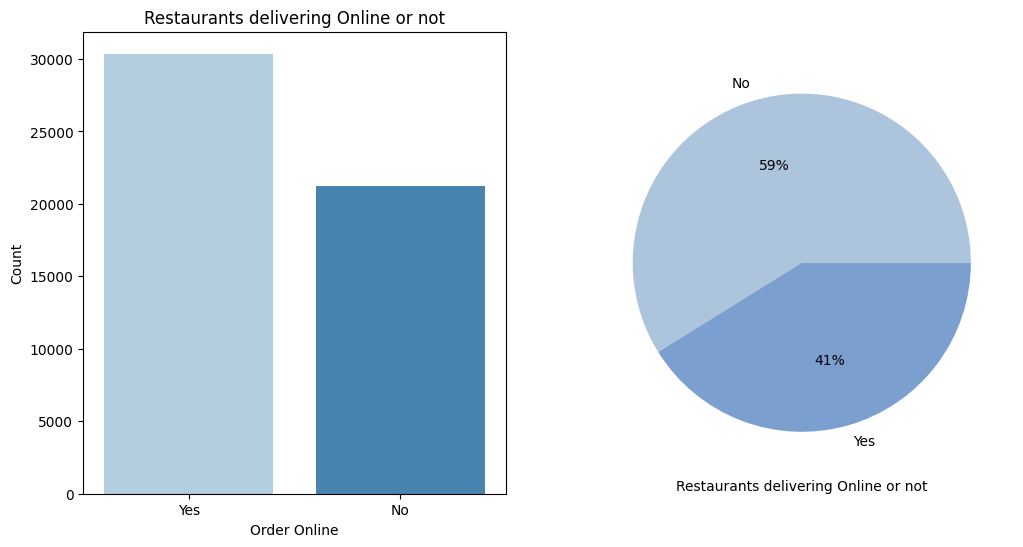 Restaurants delivering Online or not
30000
25000
20000
15000
10000
5000
0
Count
Yes
No
Order Online
No
59%
41%
Yes
Restaurants delivering Online or not